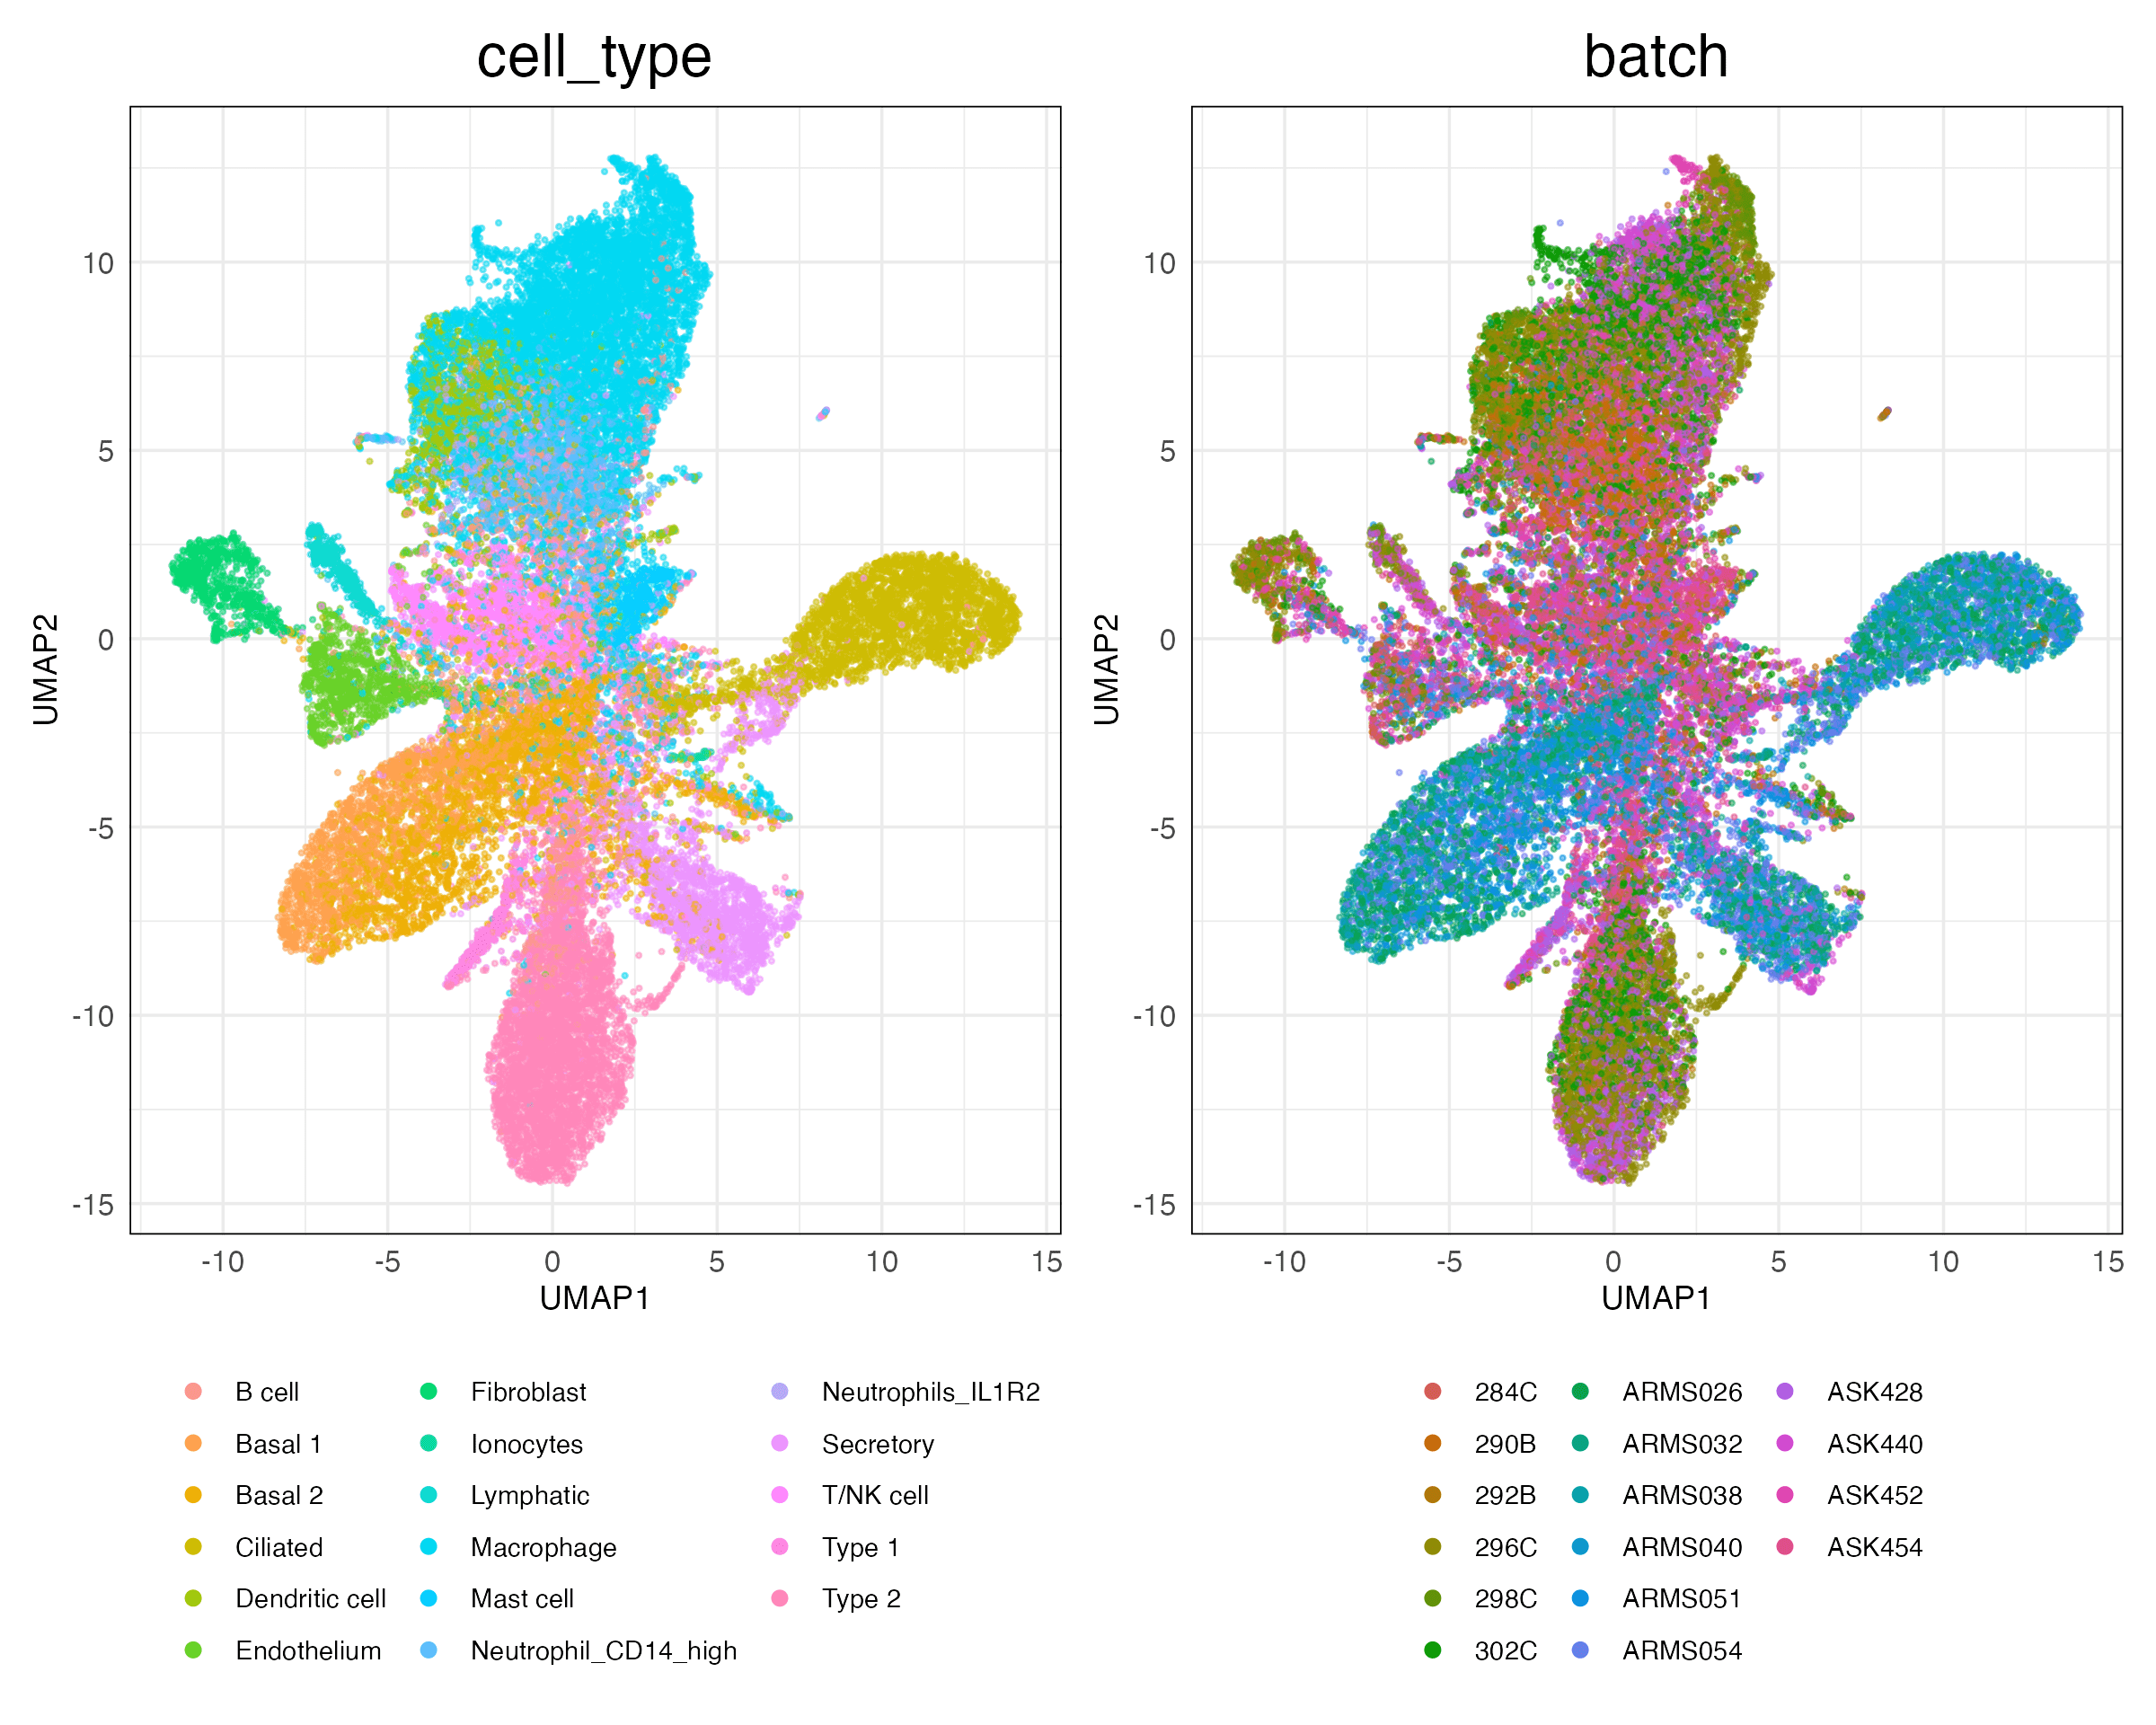 cell_type
batch
10
5
0
-5
-10
-15
UMAP2
-10 -5 0 5 10 15
UMAP1
10
5
0
-5
-10
-15
UMAP2
-10 -5 0 5 10 15
UMAP1
B cell
Basal 1
Basal 2
Ciliated
Dendritic cell
Endothelium
Fibroblast
Ionocytes
Lymphatic
Macrophage
Mast cell
Neutrophil_CD14_high
Neutrophils_IL1R2
Secretory
T/NK cell
Type 1
Type 2
284C
290B
292B
296C
298C
302C
ARMS026
ARMS032
ARMS038
ARMS040
ARMS051
ARMS054
ASK428
ASK440
ASK452
ASK454